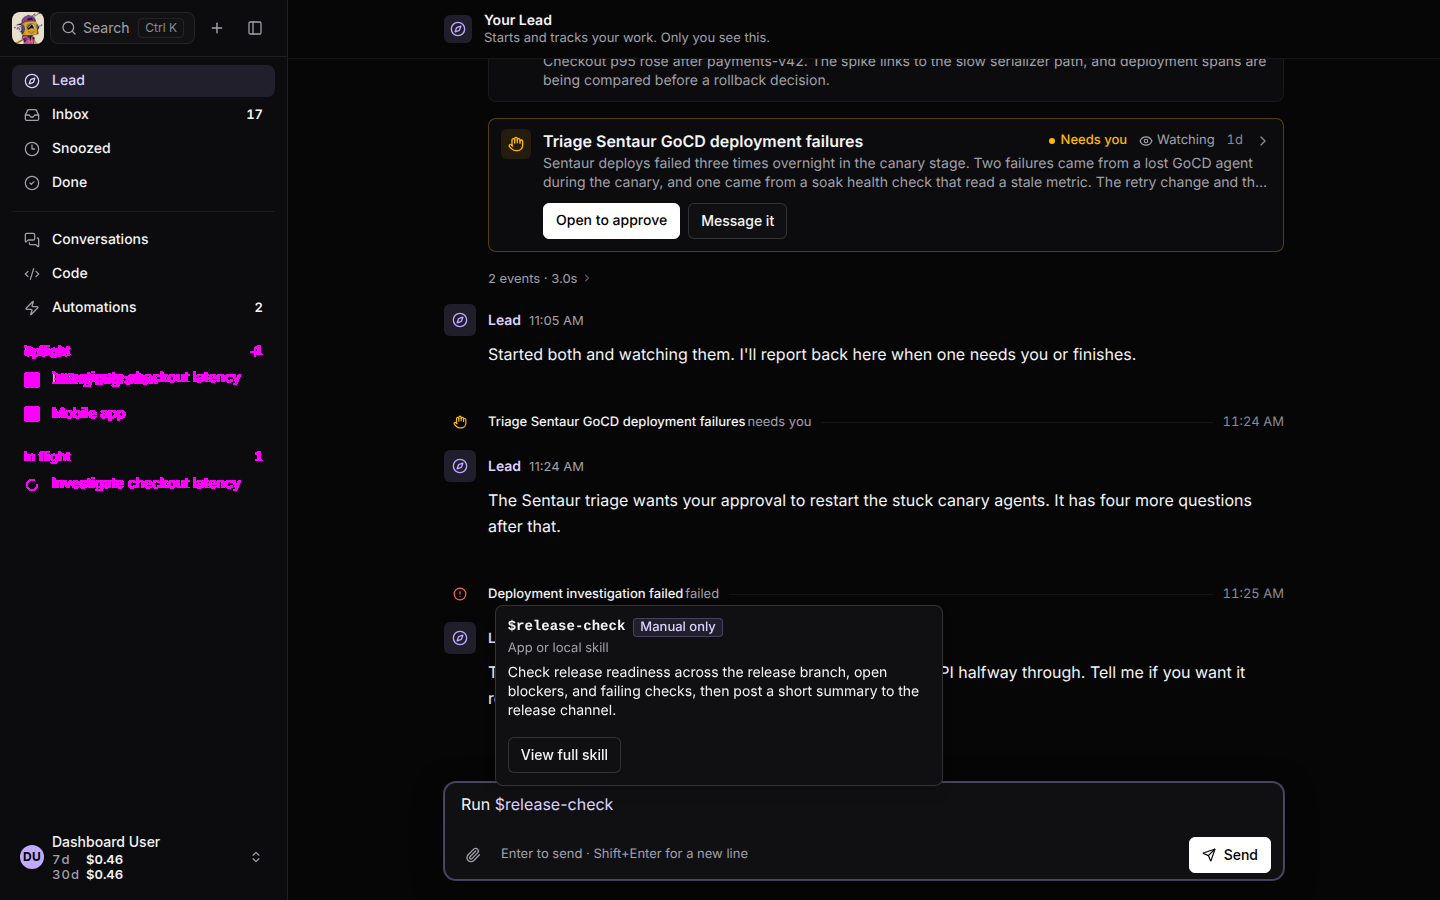 Search Ctrl K
Lead
Inbox 17
Snoozed
Done
Conversations
Code
Automations 2
checkout latency
Mobile app
In flight 1
Investigate checkout latency
Dashboard User
DU
7d $0.46
30d $0.46
Your Lead
Starts and tracks your work. Only you see this.
Checkout p95 rose after payments-v42. The spike links to the slow serializer path, and deployment spans are
being compared before a rollback decision.
Triage Sentaur GoCD deployment failures Needs you Watching 1d
Sentaur deploys failed three times overnight in the canary stage. Two failures came from a lost GoCD agent
during the canary, and one came from a soak health check that read a stale metric. The retry change and th...
Open to approve Message it
2 events · 3.0s
Lead 11:05 AM
Started both and watching them. I'll report back here when one needs you or finishes.
Triage Sentaur GoCD deployment failures needs you 11:24 AM
Lead 11:24 AM
The Sentaur triage wants your approval to restart the stuck canary agents. It has four more questions
after that.
Deployment investigation failed failed 11:25 AM
$release-check Manual only
App or local skill
Check release readiness across the release branch, open
blockers, and failing checks, then post a short summary to the
release channel.
View full skill
halfway through. Tell me if you want it
Run $release-check
Enter to send · Shift+Enter for a new line
Send